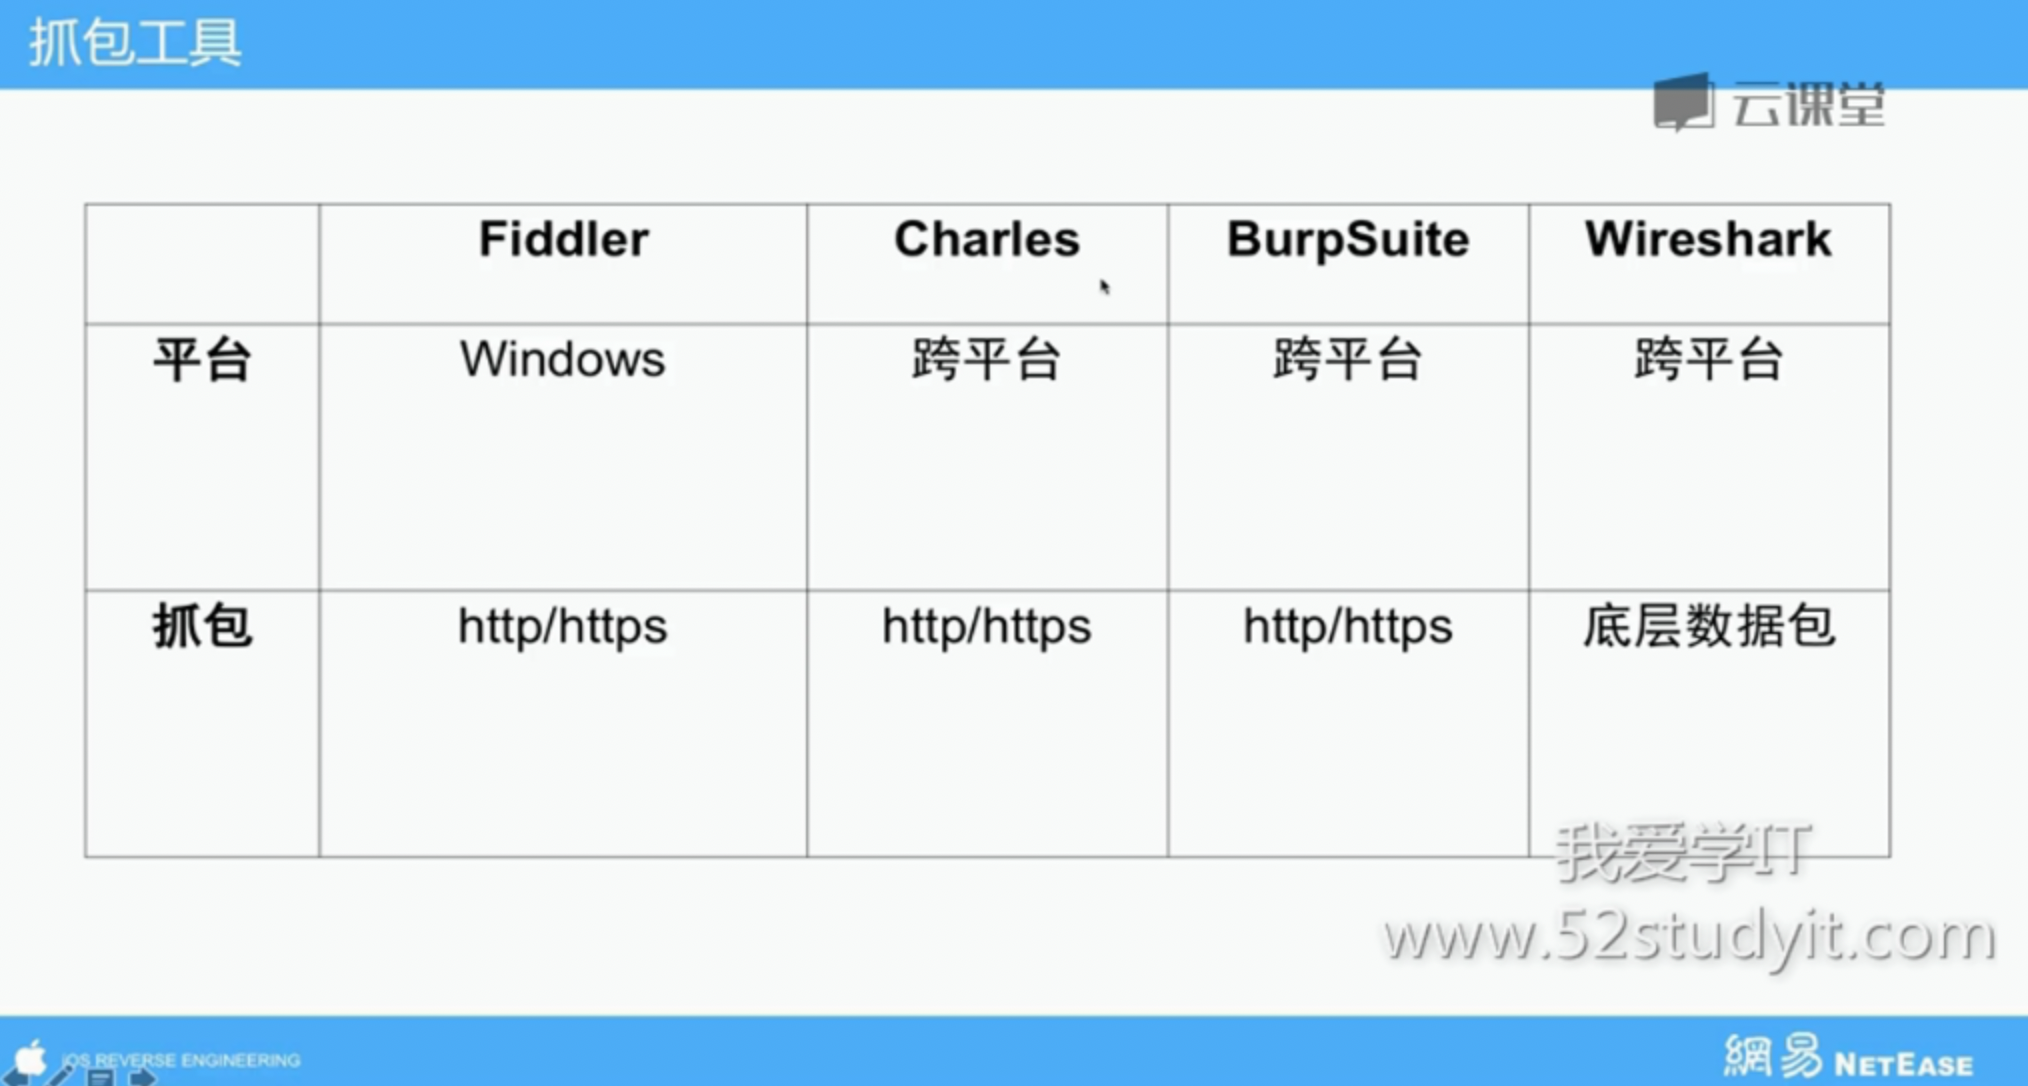 抓包工具
云课堂
Fiddler Charles BurpSuite Wireshark
平台 Windows 跨平台 跨平台 跨平台
抓包 http/https http/https http/https 底层数据包
我爱学IT
www.52studyit.com
iOS REVERSE ENGINEERING
網易 NETEASE